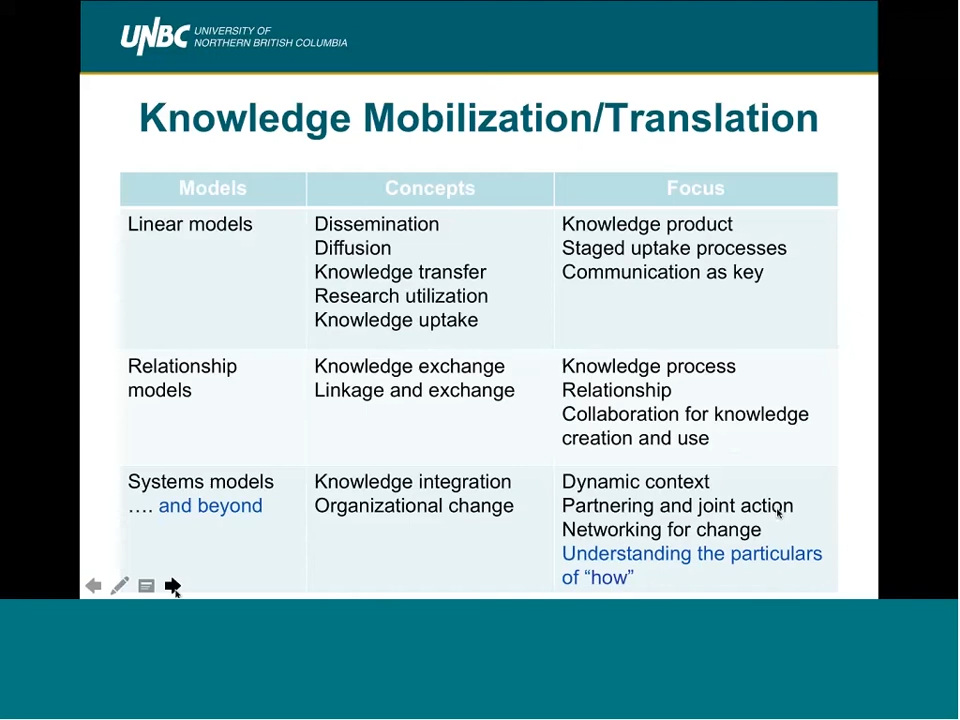 UNBC
UNIVERSITY OF
NORTHERN BRITISH COLUMBIA
Knowledge Mobilization/Translation
Models Concepts Focus
Linear models
Dissemination
Diffusion
Knowledge transfer
Research utilization
Knowledge uptake
Knowledge product
Staged uptake processes
Communication as key
Relationship
models
Knowledge exchange
Linkage and exchange
Knowledge process
Relationship
Collaboration for knowledge
creation and use
Systems models
…. and beyond
Knowledge integration
Organizational change
Dynamic context
Partnering and joint action
Networking for change
Understanding the particulars
of “how”